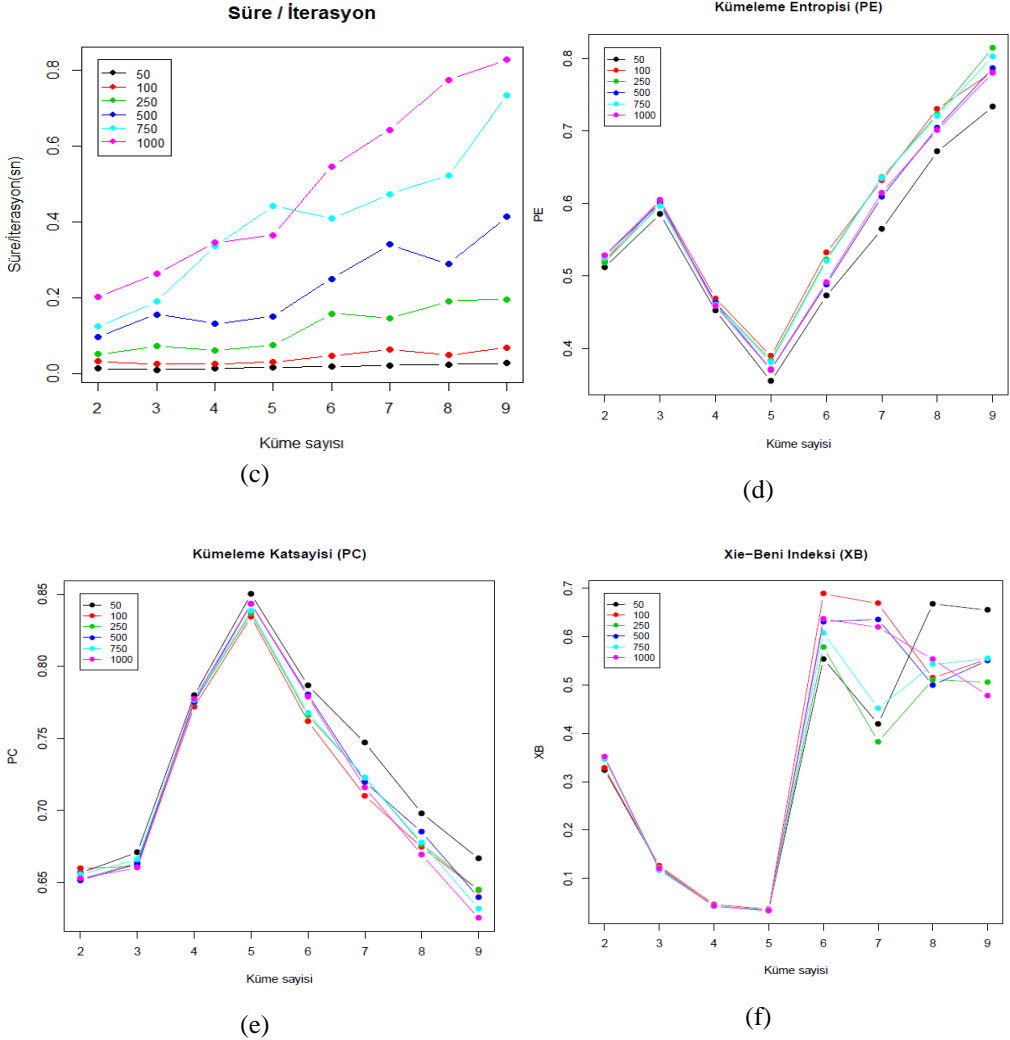 Süre / İterasyon
Süre/İterasyon(sn)
0.8
0.6
0.4
0.2
0.0
50
100
250
500
750
1000
2 3 4 5 6 7 8 9
Küme sayısı
(c)
Kümeleme Entropisi (PE)
PE
0.8
0.7
0.6
0.5
0.4
50
100
250
500
750
1000
2 3 4 5 6 7 8 9
Küme sayisi
(d)
Kümeleme Katsayisi (PC)
PC
0.85
0.80
0.75
0.70
0.65
50
100
250
500
750
1000
2 3 4 5 6 7 8 9
Küme sayisi
(e)
Xie−Beni Indeksi (XB)
XB
0.7
0.6
0.5
0.4
0.3
0.2
0.1
50
100
250
500
750
1000
2 3 4 5 6 7 8 9
Küme sayisi
(f)